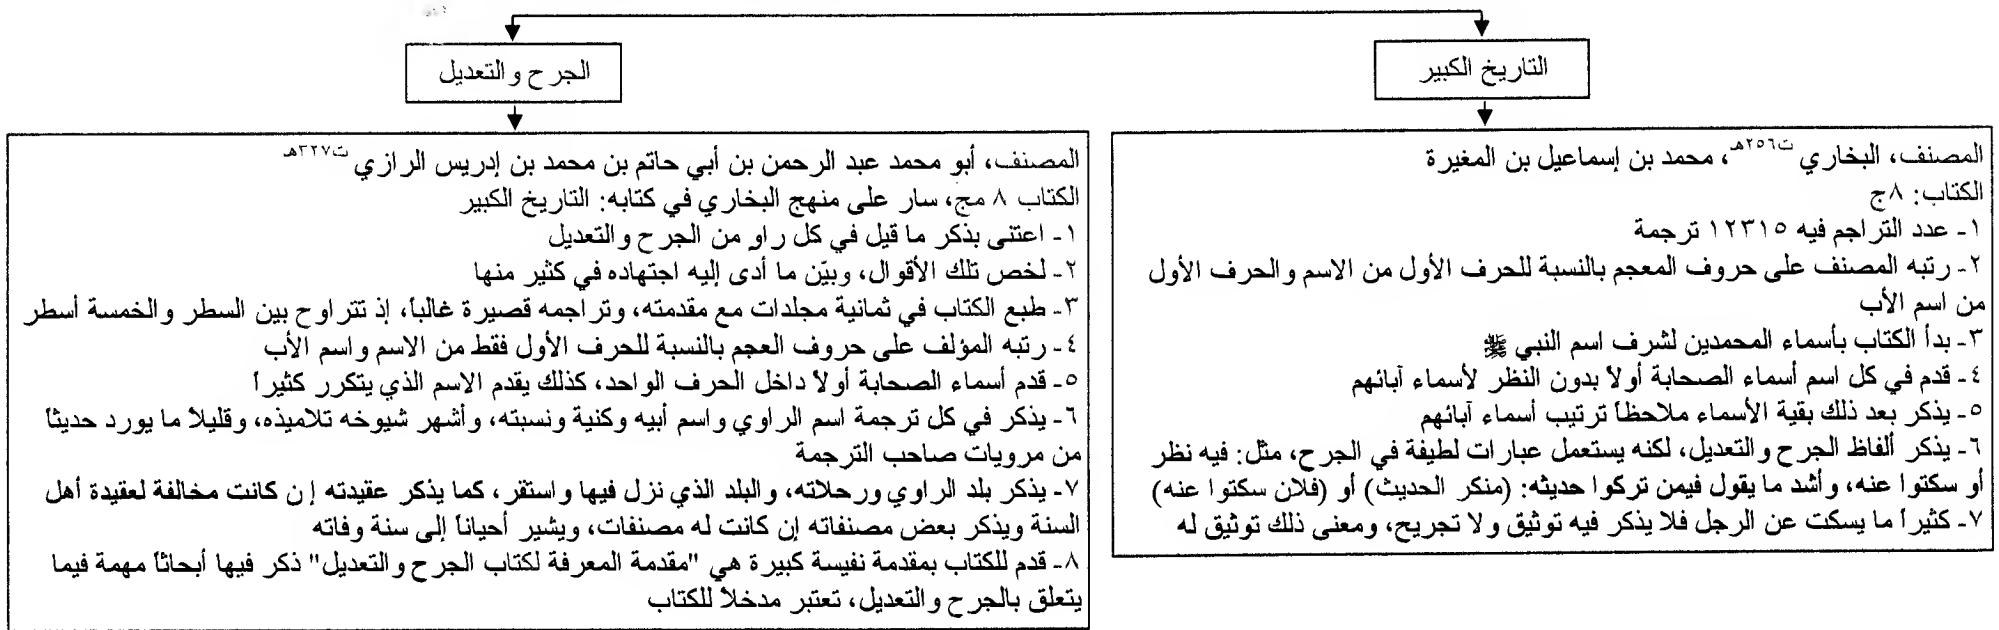 التاريخ الكبير
المصنف، البخاري ت٢٥٦هـ، محمد بن إسماعيل بن المغيرة
الكتاب: ٨ج
١- عدد التراجم فيه ١٢٣١٥ ترجمة
٢- رتبه المصنف على حروف المعجم بالنسبة للحرف الأول من الاسم والحرف الأول
من اسم الأب
٣- بدأ الكتاب بأسماء المحمدين لشرف اسم النبي ﷺ
٤- قدم في كل اسم أسماء الصحابة أولاً بدون النظر لأسماء آبائهم
٥- يذكر بعد ذلك بقية الأسماء ملاحظاً ترتيب أسماء آبائهم
٦- يذكر ألفاظ الجرح والتعديل، لكنه يستعمل عبارات لطيفة في الجرح، مثل: فيه نظر
أو سكتوا عنه، وأشد ما يقول فيمن تركوا حديثه: (منكر الحديث) أو (فلان سكتوا عنه)
٧- كثيراً ما يسكت عن الرجل فلا يذكر فيه توثيق ولا تجريح، ومعنى ذلك توثيق له
الجرح والتعديل
المصنف، أبو محمد عبد الرحمن بن أبي حاتم بن محمد بن إدريس الرازي ت٣٢٧هـ
الكتاب ٨ مج، سار على منهج البخاري في كتابه: التاريخ الكبير
١- اعتنى بذكر ما قيل في كل راوٍ من الجرح والتعديل
٢- لخص تلك الأقوال، وبيّن ما أدى إليه اجتهاده في كثير منها
٣- طبع الكتاب في ثمانية مجلدات مع مقدمته، وتراجمه قصيرة غالباً، إذ تتراوح بين السطر والخمسة أسطر
٤- رتبه المؤلف على حروف العجم بالنسبة للحرف الأول فقط من الاسم واسم الأب
٥- قدم أسماء الصحابة أولاً داخل الحرف الواحد، كذلك يقدم الاسم الذي يتكرر كثيراً
٦- يذكر في كل ترجمة اسم الراوي واسم أبيه وكنية ونسبته، وأشهر شيوخه تلاميذه، وقليلاً ما يورد حديثاً
من مرويات صاحب الترجمة
٧- يذكر بلد الراوي ورحلاته، والبلد الذي نزل فيها واستقر، كما يذكر عقيدته إن كانت مخالفة لعقيدة أهل
السنة ويذكر بعض مصنفاته إن كانت له مصنفات، ويشير أحياناً إلى سنة وفاته
٨- قدم للكتاب بمقدمة نفيسة كبيرة هي "مقدمة المعرفة لكتاب الجرح والتعديل" ذكر فيها أبحاثاً مهمة فيما
يتعلق بالجرح والتعديل، تعتبر مدخلاً للكتاب